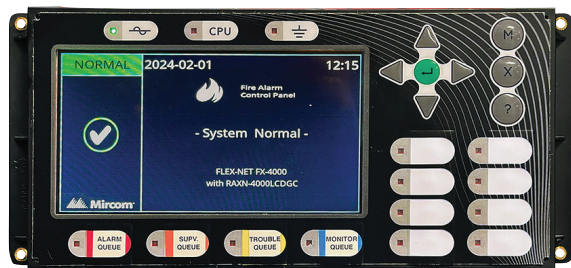 CPU
NORMAL
2024-02-01
12:15
Fire Alarm
Control Panel
- System Normal -
FLEX-NET FX-4000
with RAXN-4000LCDGC
Mircom
M
X
?
ALARM
QUEUE
SUPV.
QUEUE
TROUBLE
QUEUE
MONITOR
QUEUE